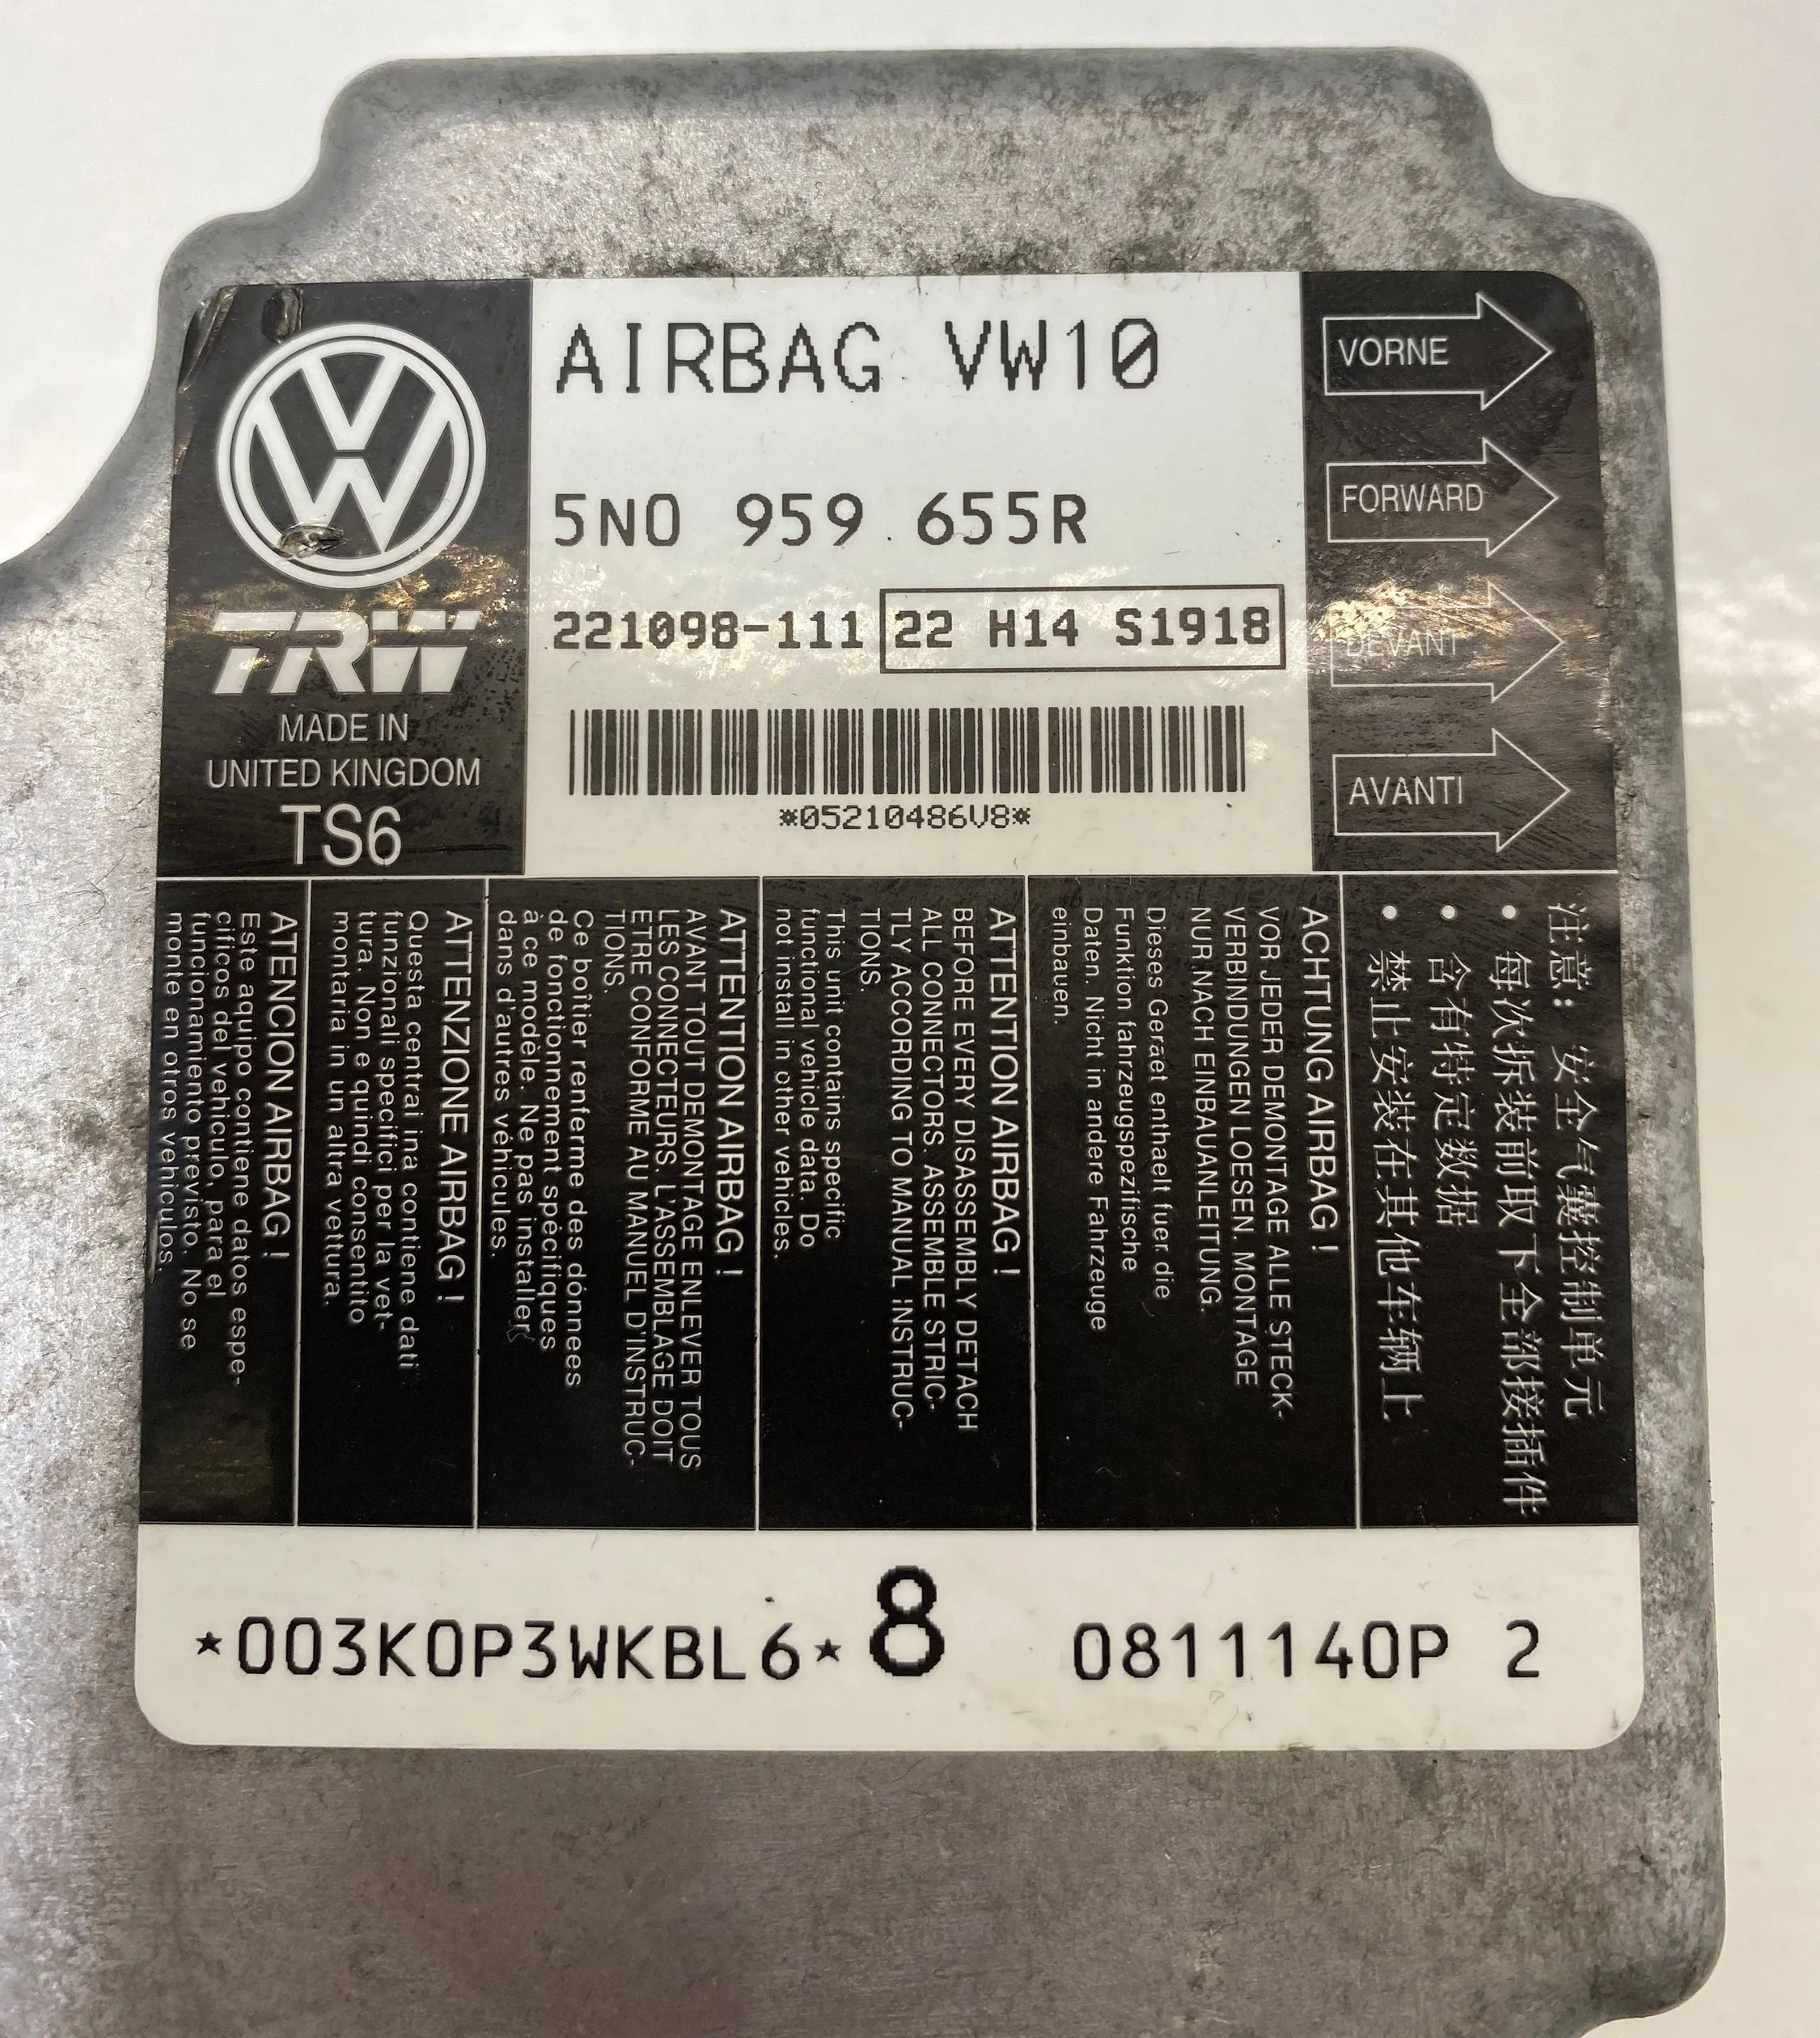 AIRBAG VW10
5N0 959 655R
221098-111 22 H14 S1918
*05210486V8*
TRW
MADE IN
UNITED KINGDOM
TS6
VORNE
FORWARD
DEVANT
AVANTI
注意: 安全气囊控制单元
• 每次拆装前取下全部接插件
• 含有特定数据
• 禁止安装在其他车辆上
ACHTUNG AIRBAG !
VOR JEDER DEMONTAGE ALLE STECK-
VERBINDUNGEN LOESEN. MONTAGE
NUR NACH EINBAUANLEITUNG.
Dieses Geraet enthaelt fuer die
Funktion fahrzeugspezifische
Daten. Nicht in andere Fahrzeuge
einbauen.
ATTENTION AIRBAG !
BEFORE EVERY DISASSEMBLY DETACH
ALL CONNECTORS. ASSEMBLE STRIC-
TLY ACCORDING TO MANUAL INSTRUC-
TIONS.
This unit contains specific
functional vehicle data. Do
not install in other vehicles.
ATTENTION AIRBAG !
AVANT TOUT DEMONTAGE ENLEVER TOUS
LES CONNECTEURS. L'ASSEMBLAGE DOIT
ETRE CONFORME AU MANUEL D'INSTRUC-
TIONS.
Ce boîtier renferme des données
de fonctionnement spécifiques
à ce modèle. Ne pas installer
dans d'autres véhicules.
ATTENZIONE AIRBAG !
Questa centrai ina contiene dati
funzionali specifici per la vet-
tura. Non e quindi consentito
montaria in un altra vettura.
ATENCION AIRBAG !
Este aquipo contiene datos espe-
cificos del vehículo, para el
funcionamiento previsto. No se
monte en otros vehículos.
*003K0P3WKBL6* 8 0811140P 2